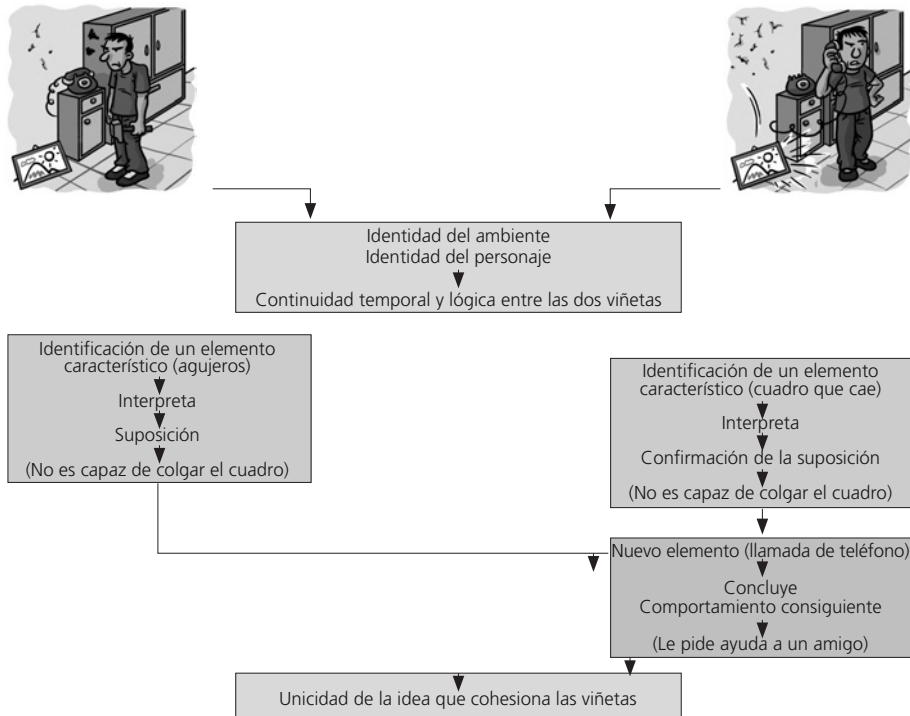 Identidad del ambiente
Identidad del personaje
Continuidad temporal y lógica entre las dos viñetas
Identificación de un elemento
característico (agujeros)
Interpreta
Suposición
(No es capaz de colgar el cuadro)
Identificación de un elemento
característico (cuadro que cae)
Interpreta
Confirmación de la suposición
(No es capaz de colgar el cuadro)
Nuevo elemento (llamada de teléfono)
Concluye
Comportamiento consiguiente
(Le pide ayuda a un amigo)
Unicidad de la idea que cohesiona las viñetas